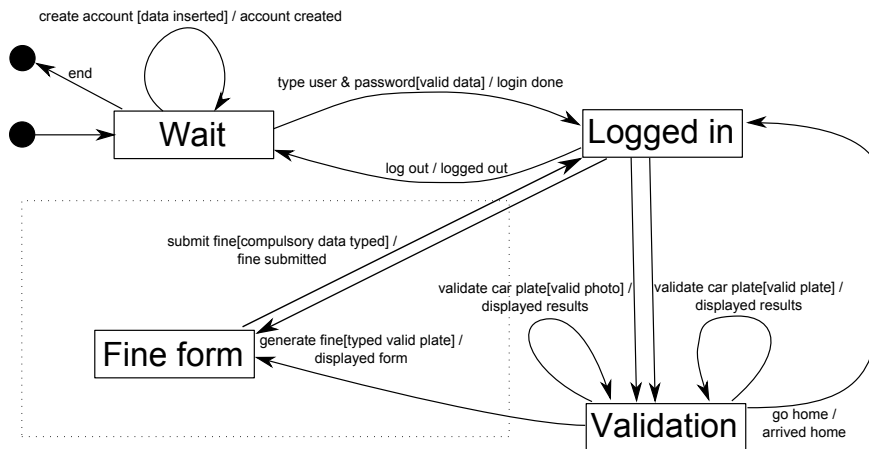 create account [data inserted] / account created
end
type user & password[valid data] / login done
Wait
Logged in
log out / logged out
submit fine[compulsory data typed] /
fine submitted
validate car plate[valid photo] /
displayed results
validate car plate[valid plate] /
displayed results
generate fine[typed valid plate] /
displayed form
Fine form
go home /
arrived home
Validation